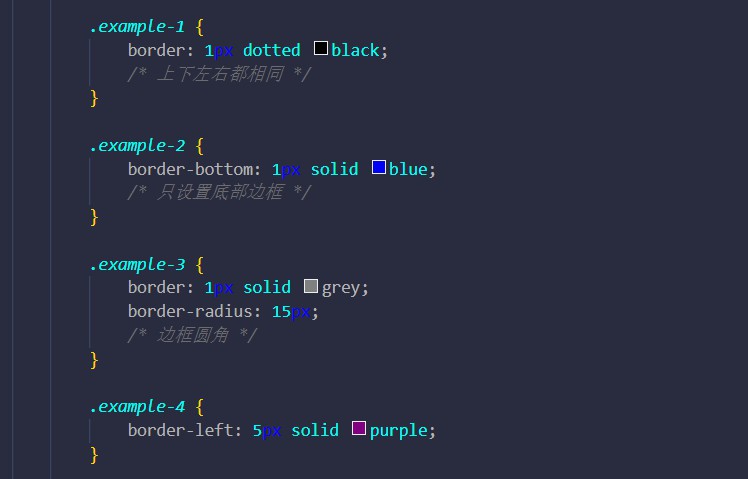 .example-1 {
border: 1px dotted black;
/* 上下左右都相同 */
}
.example-2 {
border-bottom: 1px solid blue;
/* 只设置底部边框 */
}
.example-3 {
border: 1px solid grey;
border-radius: 15px;
/* 边框圆角 */
}
.example-4 {
border-left: 5px solid purple;
}